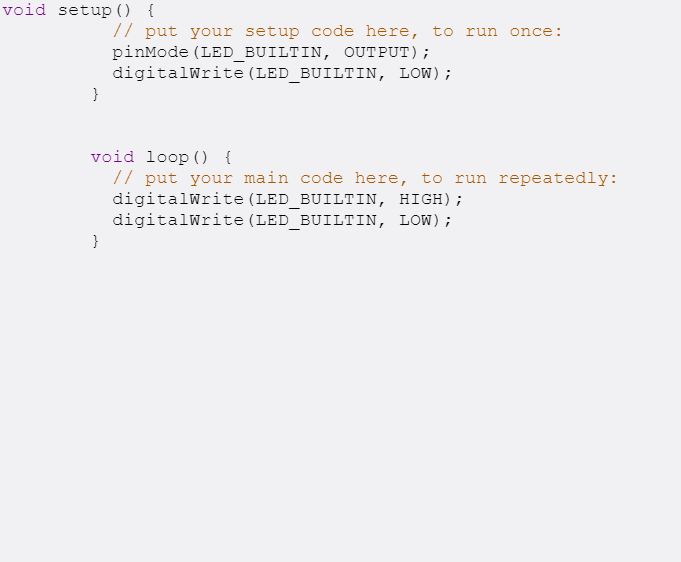 void setup() {
// put your setup code here, to run once:
pinMode(LED_BUILTIN, OUTPUT);
digitalWrite(LED_BUILTIN, LOW);
}
void loop() {
// put your main code here, to run repeatedly:
digitalWrite(LED_BUILTIN, HIGH);
digitalWrite(LED_BUILTIN, LOW);
}